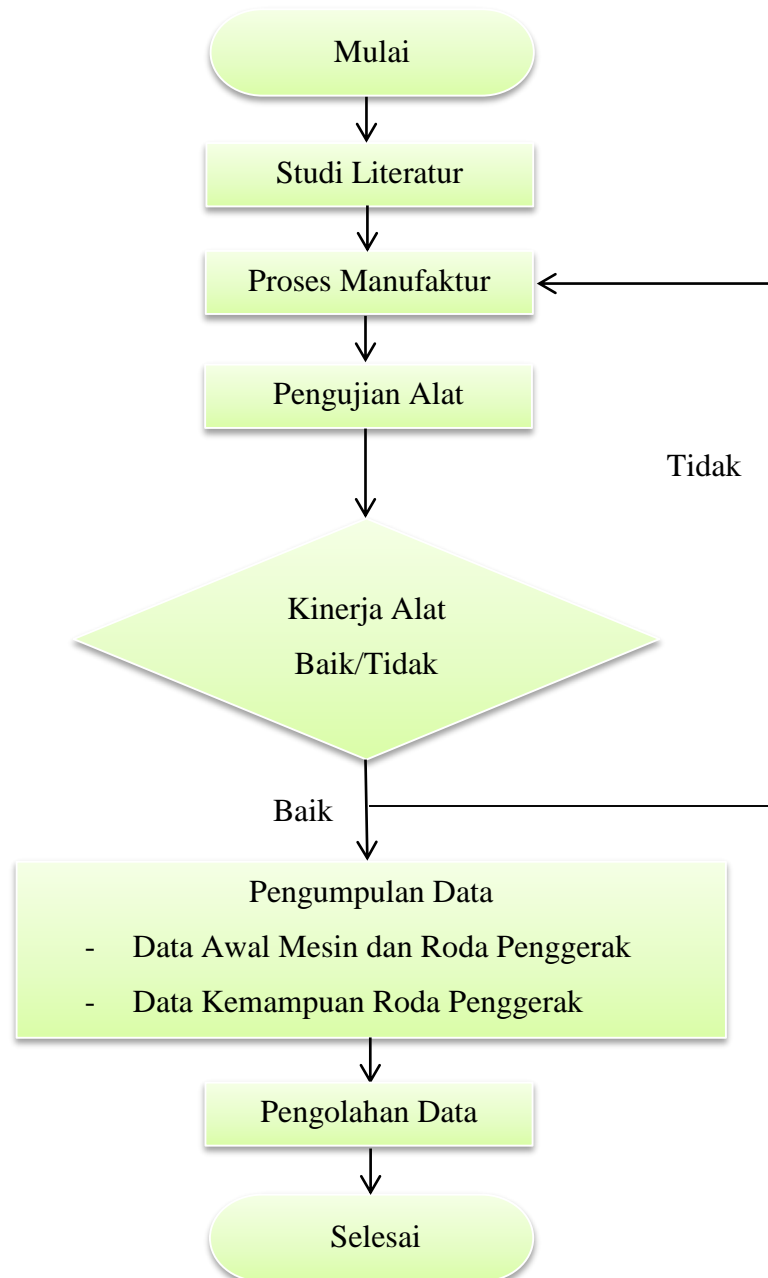 Mulai
Studi Literatur
Proses Manufaktur
Pengujian Alat
Tidak
Kinerja Alat
Baik/Tidak
Baik
Pengumpulan Data
- Data Awal Mesin dan Roda Penggerak
- Data Kemampuan Roda Penggerak
Pengolahan Data
Selesai